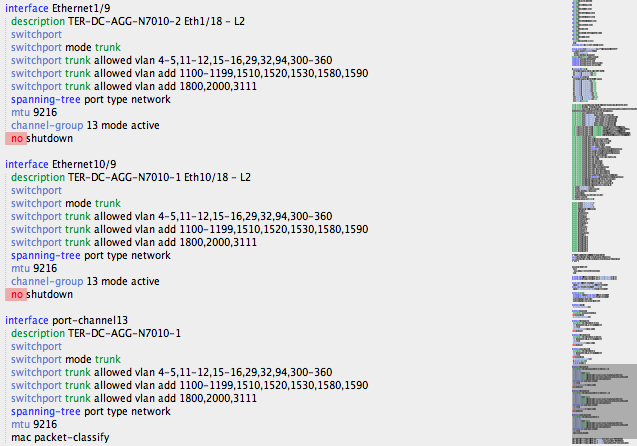 interface Ethernet1/9
description TER-DC-AGG-N7010-2 Eth1/18 - L2
switchport
switchport mode trunk
switchport trunk allowed vlan 4-5,11-12,15-16,29,32,94,300-360
switchport trunk allowed vlan add 1100-1199,1510,1520,1530,1580,1590
switchport trunk allowed vlan add 1800,2000,3111
spanning-tree port type network
mtu 9216
channel-group 13 mode active
no shutdown
interface Ethernet10/9
description TER-DC-AGG-N7010-1 Eth10/18 - L2
switchport
switchport mode trunk
switchport trunk allowed vlan 4-5,11-12,15-16,29,32,94,300-360
switchport trunk allowed vlan add 1100-1199,1510,1520,1530,1580,1590
switchport trunk allowed vlan add 1800,2000,3111
spanning-tree port type network
mtu 9216
channel-group 13 mode active
no shutdown
interface port-channel13
description TER-DC-AGG-N7010-1
switchport
switchport mode trunk
switchport trunk allowed vlan 4-5,11-12,15-16,29,32,94,300-360
switchport trunk allowed vlan add 1100-1199,1510,1520,1530,1580,1590
switchport trunk allowed vlan add 1800,2000,3111
spanning-tree port type network
mtu 9216
mac packet-classify